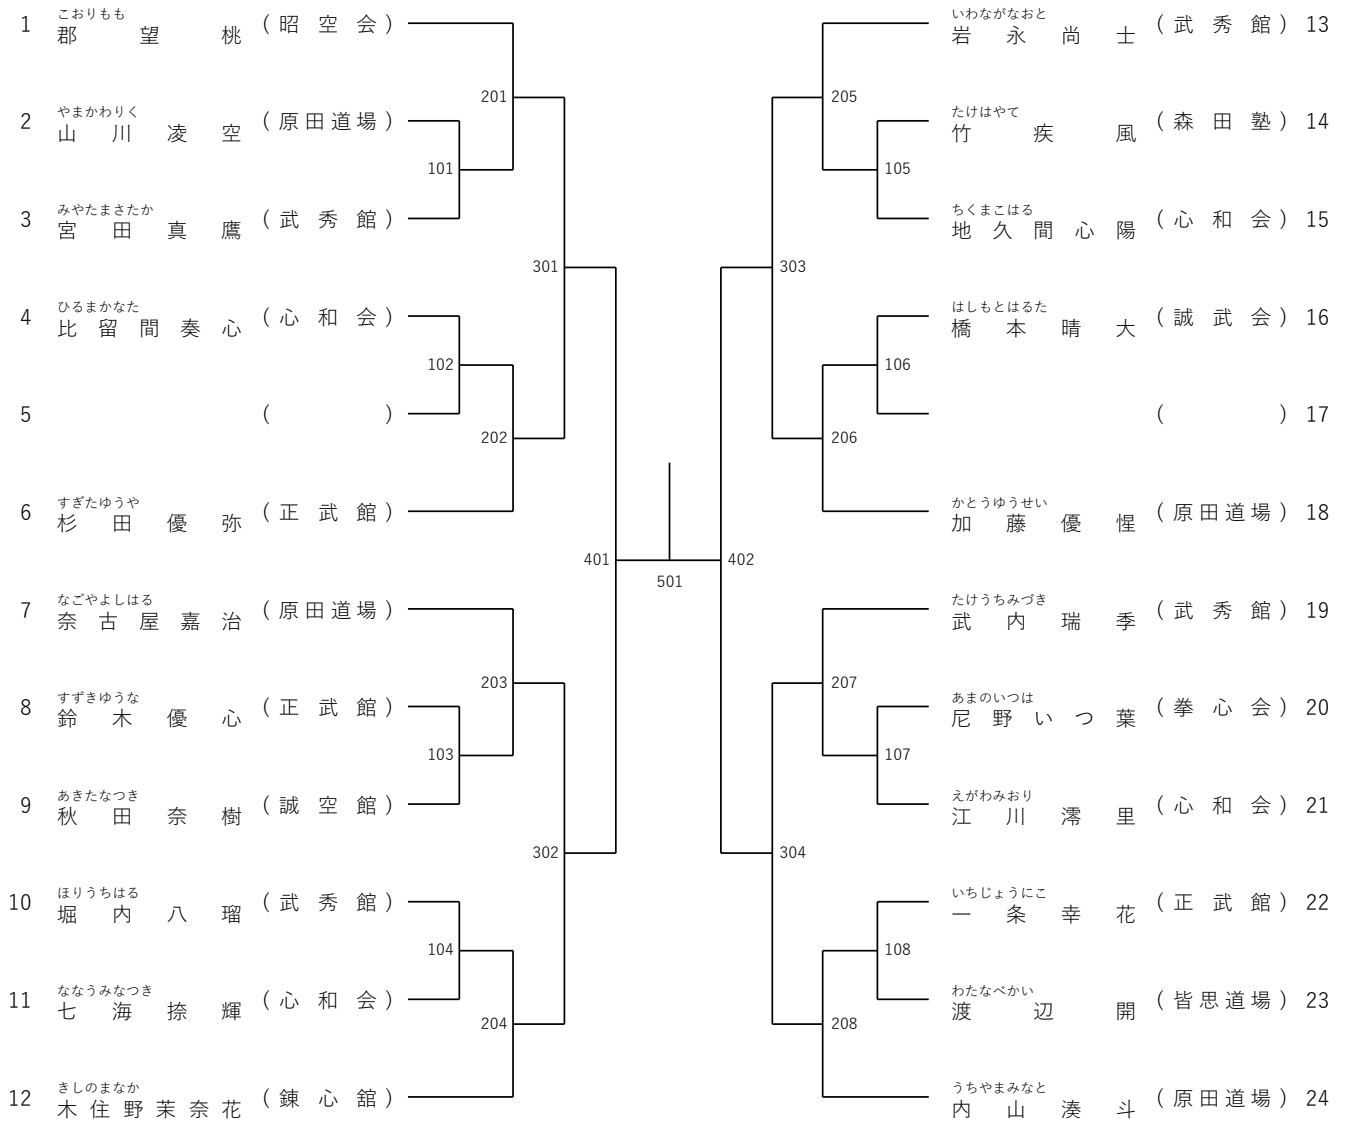 こおりもも
1 郡望桃 (昭空会)
やまかわりく
2 山川凌空 (原田道場)
みやたまさたか
3 宮田真鷹 (武秀館)
ひるまかなた
4 比留間奏心 (心和会)
5 ( )
すぎたゆうや
6 杉田優弥 (正武館)
なごやよしはる
7 奈古屋嘉治 (原田道場)
すずきゆうな
8 鈴木優心 (正武館)
あきたなつき
9 秋田奈樹 (誠空館)
ほりうちはる
10 堀内八瑠 (武秀館)
ななうみなつき
11 七海捺輝 (心和会)
きしのまなか
12 木住野茉奈花 (錬心舘)
201
101
301
102
202
401
203
103
302
104
204
501
205
105
303
106
206
402
207
107
304
108
208
いわながなおと
岩永尚士 (武秀館) 13
たけはやて
竹疾風 (森田塾) 14
ちくまこはる
地久間心陽 (心和会) 15
はしもとはるた
橋本晴大 (誠武会) 16
( ) 17
かとうゆうせい
加藤優惺 (原田道場) 18
たけうちみづき
武内瑞季 (武秀館) 19
あまのいつは
尼野いつ葉 (拳心会) 20
えがわみおり
江川澪里 (心和会) 21
いちじょうにこ
一条幸花 (正武館) 22
わたなべかい
渡辺開 (皆思道場) 23
うちやまみなと
内山湊斗 (原田道場) 24